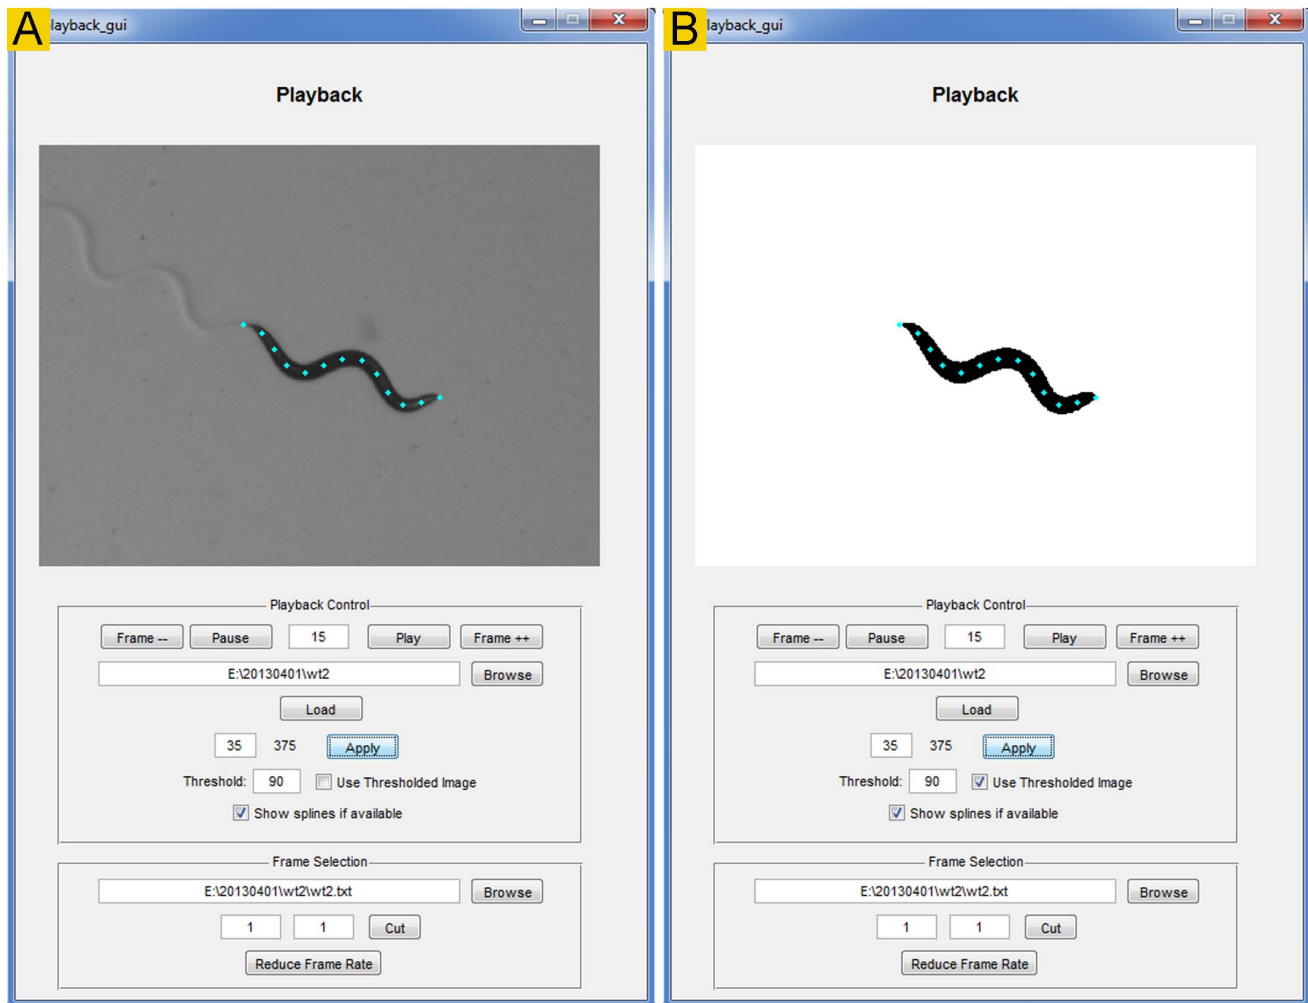 A
layback_gui
Playback
Playback Control
Frame --
Pause
15
Play
Frame ++
E:\20130401\wt2
Browse
Load
35
375
Apply
Threshold:
90
Use Thresholded Image
Show splines if available
Frame Selection
E:\20130401\wt2\wt2.txt
Browse
1
1
Cut
Reduce Frame Rate
B
layback_gui
Playback
Playback Control
Frame --
Pause
15
Play
Frame ++
E:\20130401\wt2
Browse
Load
35
375
Apply
Threshold:
90
Use Thresholded Image
Show splines if available
Frame Selection
E:\20130401\wt2\wt2.txt
Browse
1
1
Cut
Reduce Frame Rate